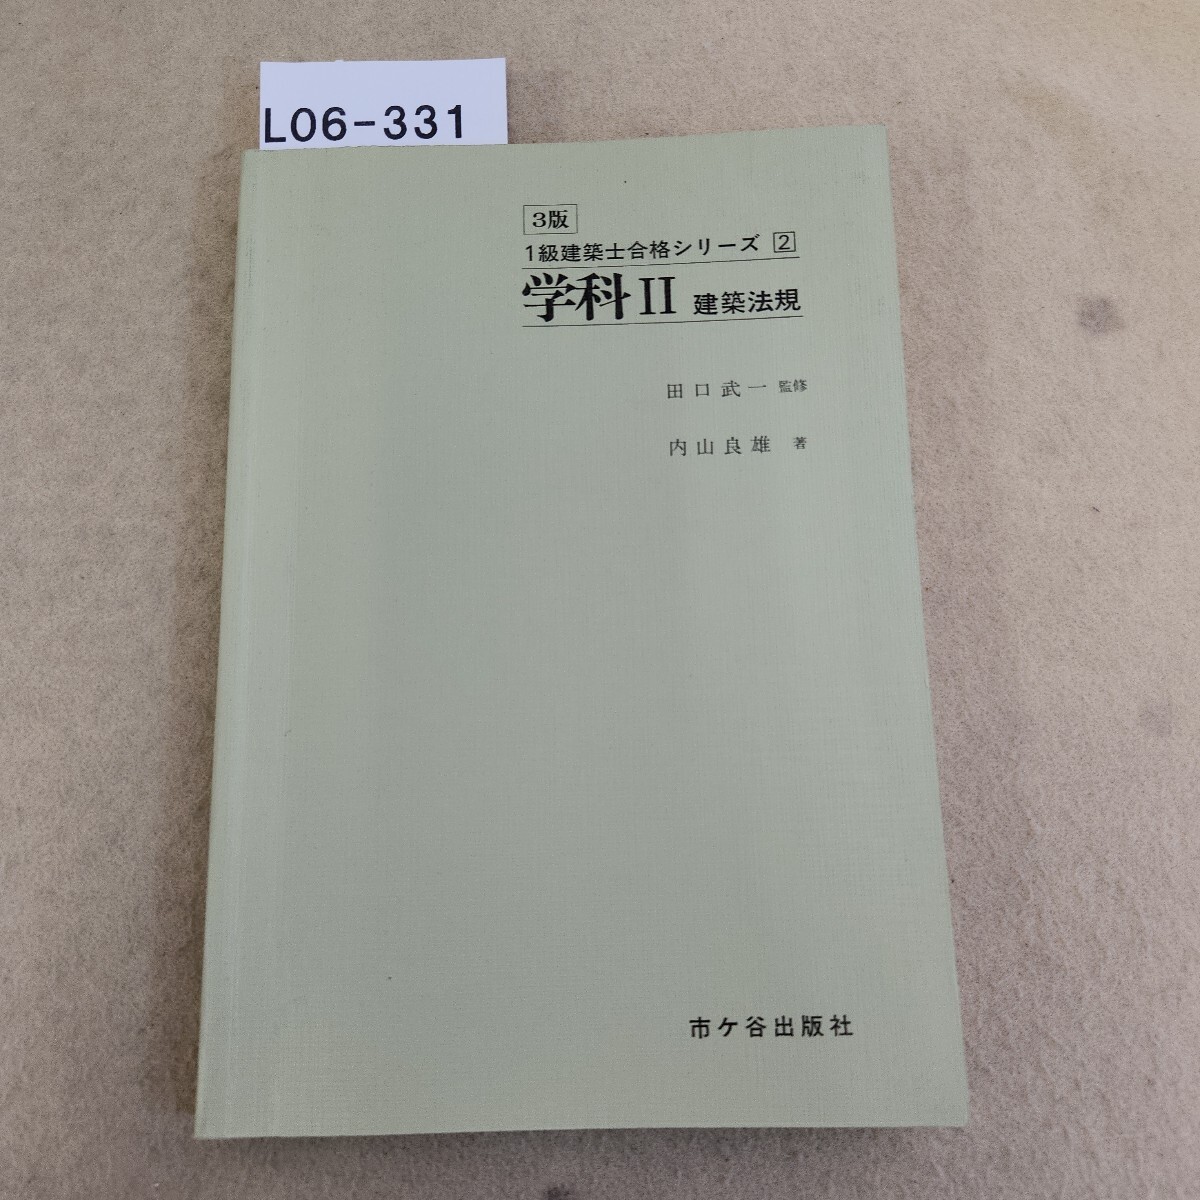 L06-331
3版
1級建築士合格シリーズ 2
学科II 建築法規
田口武一 監修
内山良雄 著
市ケ谷出版社